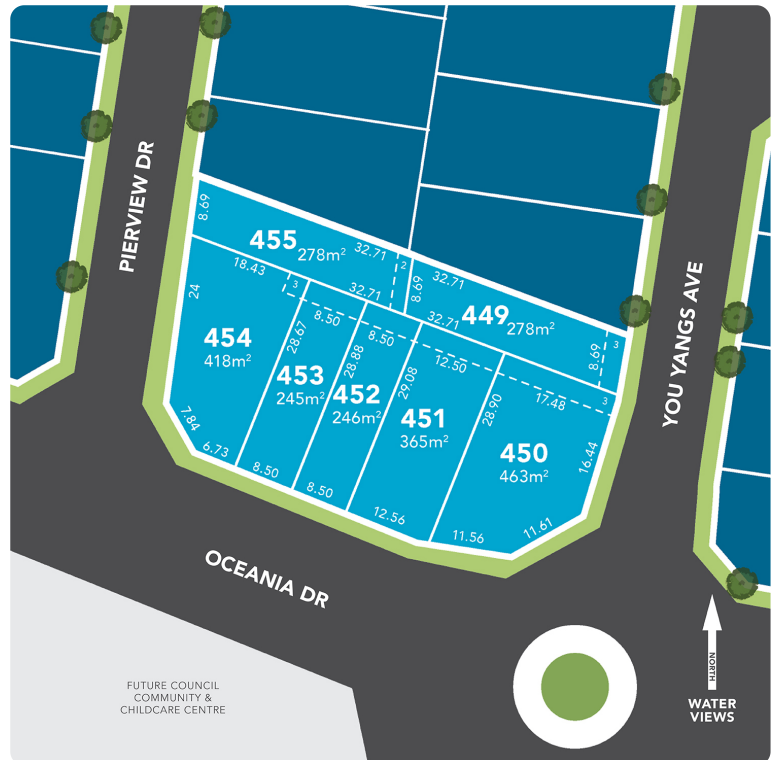 PIERVIEW DR
YOU YANGS AVE
OCEANIA DR
8.69
455
278m²
32.71
2
8.69
32.71
18.43
3
32.71
32.71
449
278m²
8.69
3
24
454
418m²
7.84
6.73
28.67
8.50
453
245m²
8.50
28.88
8.50
452
246m²
8.50
29.08
12.50
451
365m²
12.56
28.90
17.48
3
450
463m²
16.44
11.56
11.61
FUTURE COUNCIL
COMMUNITY &
CHILDCARE CENTRE
NORTH
WATER
VIEWS